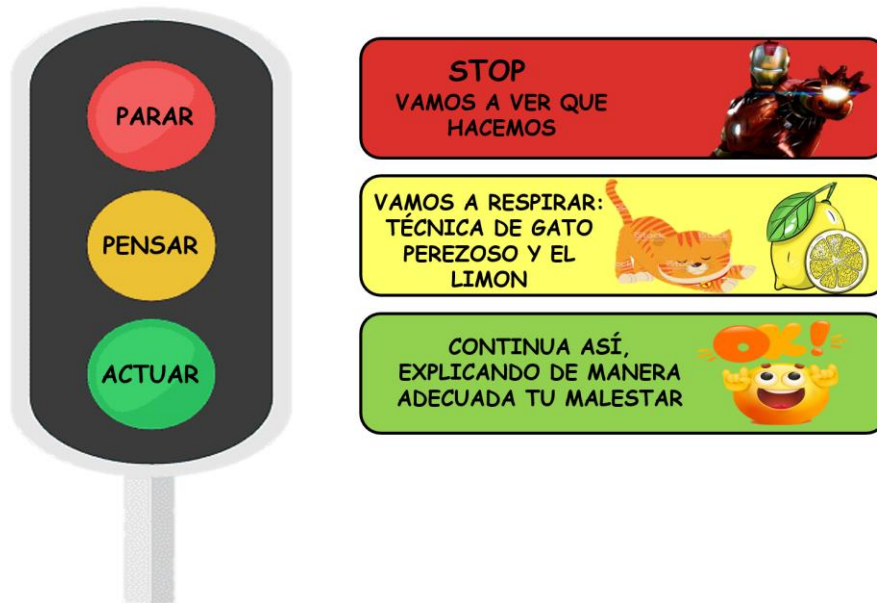 PARAR
PENSAR
ACTUAR
STOP
VAMOS A VER QUE
HACEMOS
VAMOS A RESPIRAR:
TÉCNICA DE GATO
PEREZOSO Y EL
LIMON
CONTINUA ASÍ,
EXPLICANDO DE MANERA
ADECUADA TU MALESTAR
OK!